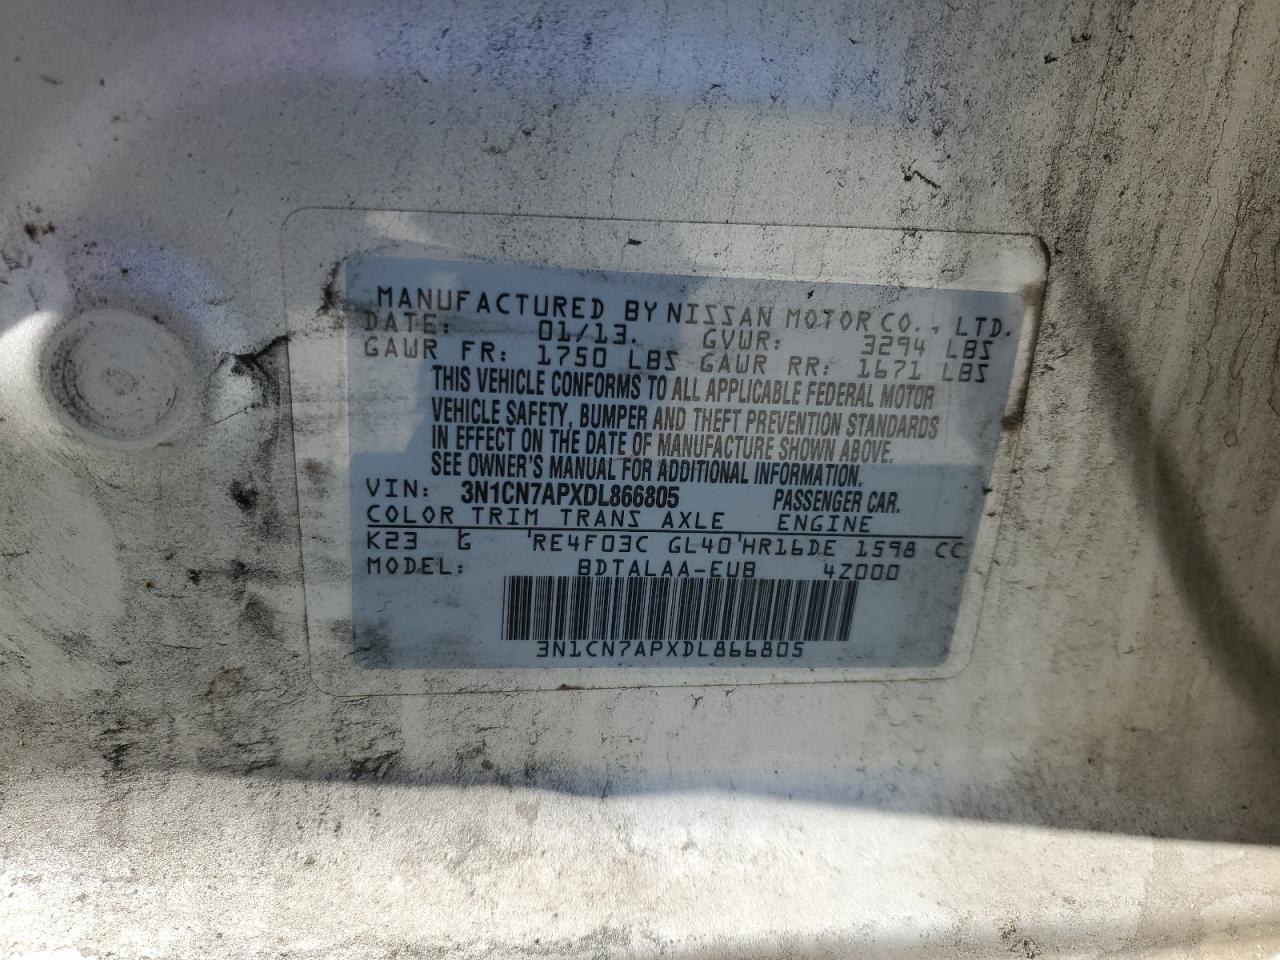 MANUFACTURED BY NISSAN MOTOR CO., LTD.
DATE: 01/13. GVWR: 3294 LBS
GAWR FR: 1750 LBS GAWR RR: 1671 LBS
THIS VEHICLE CONFORMS TO ALL APPLICABLE FEDERAL MOTOR
VEHICLE SAFETY, BUMPER AND THEFT PREVENTION STANDARDS
IN EFFECT ON THE DATE OF MANUFACTURE SHOWN ABOVE.
SEE OWNER'S MANUAL FOR ADDITIONAL INFORMATION.
VIN: 3N1CN7APXDL866805 PASSENGER CAR.
COLOR TRIM TRANS AXLE ENGINE
K23 G 'RE4F03C GL40'HR16DE 1598 CC
MODEL: BDTALAA-EUB 4Z000
3N1CN7APXDL866805